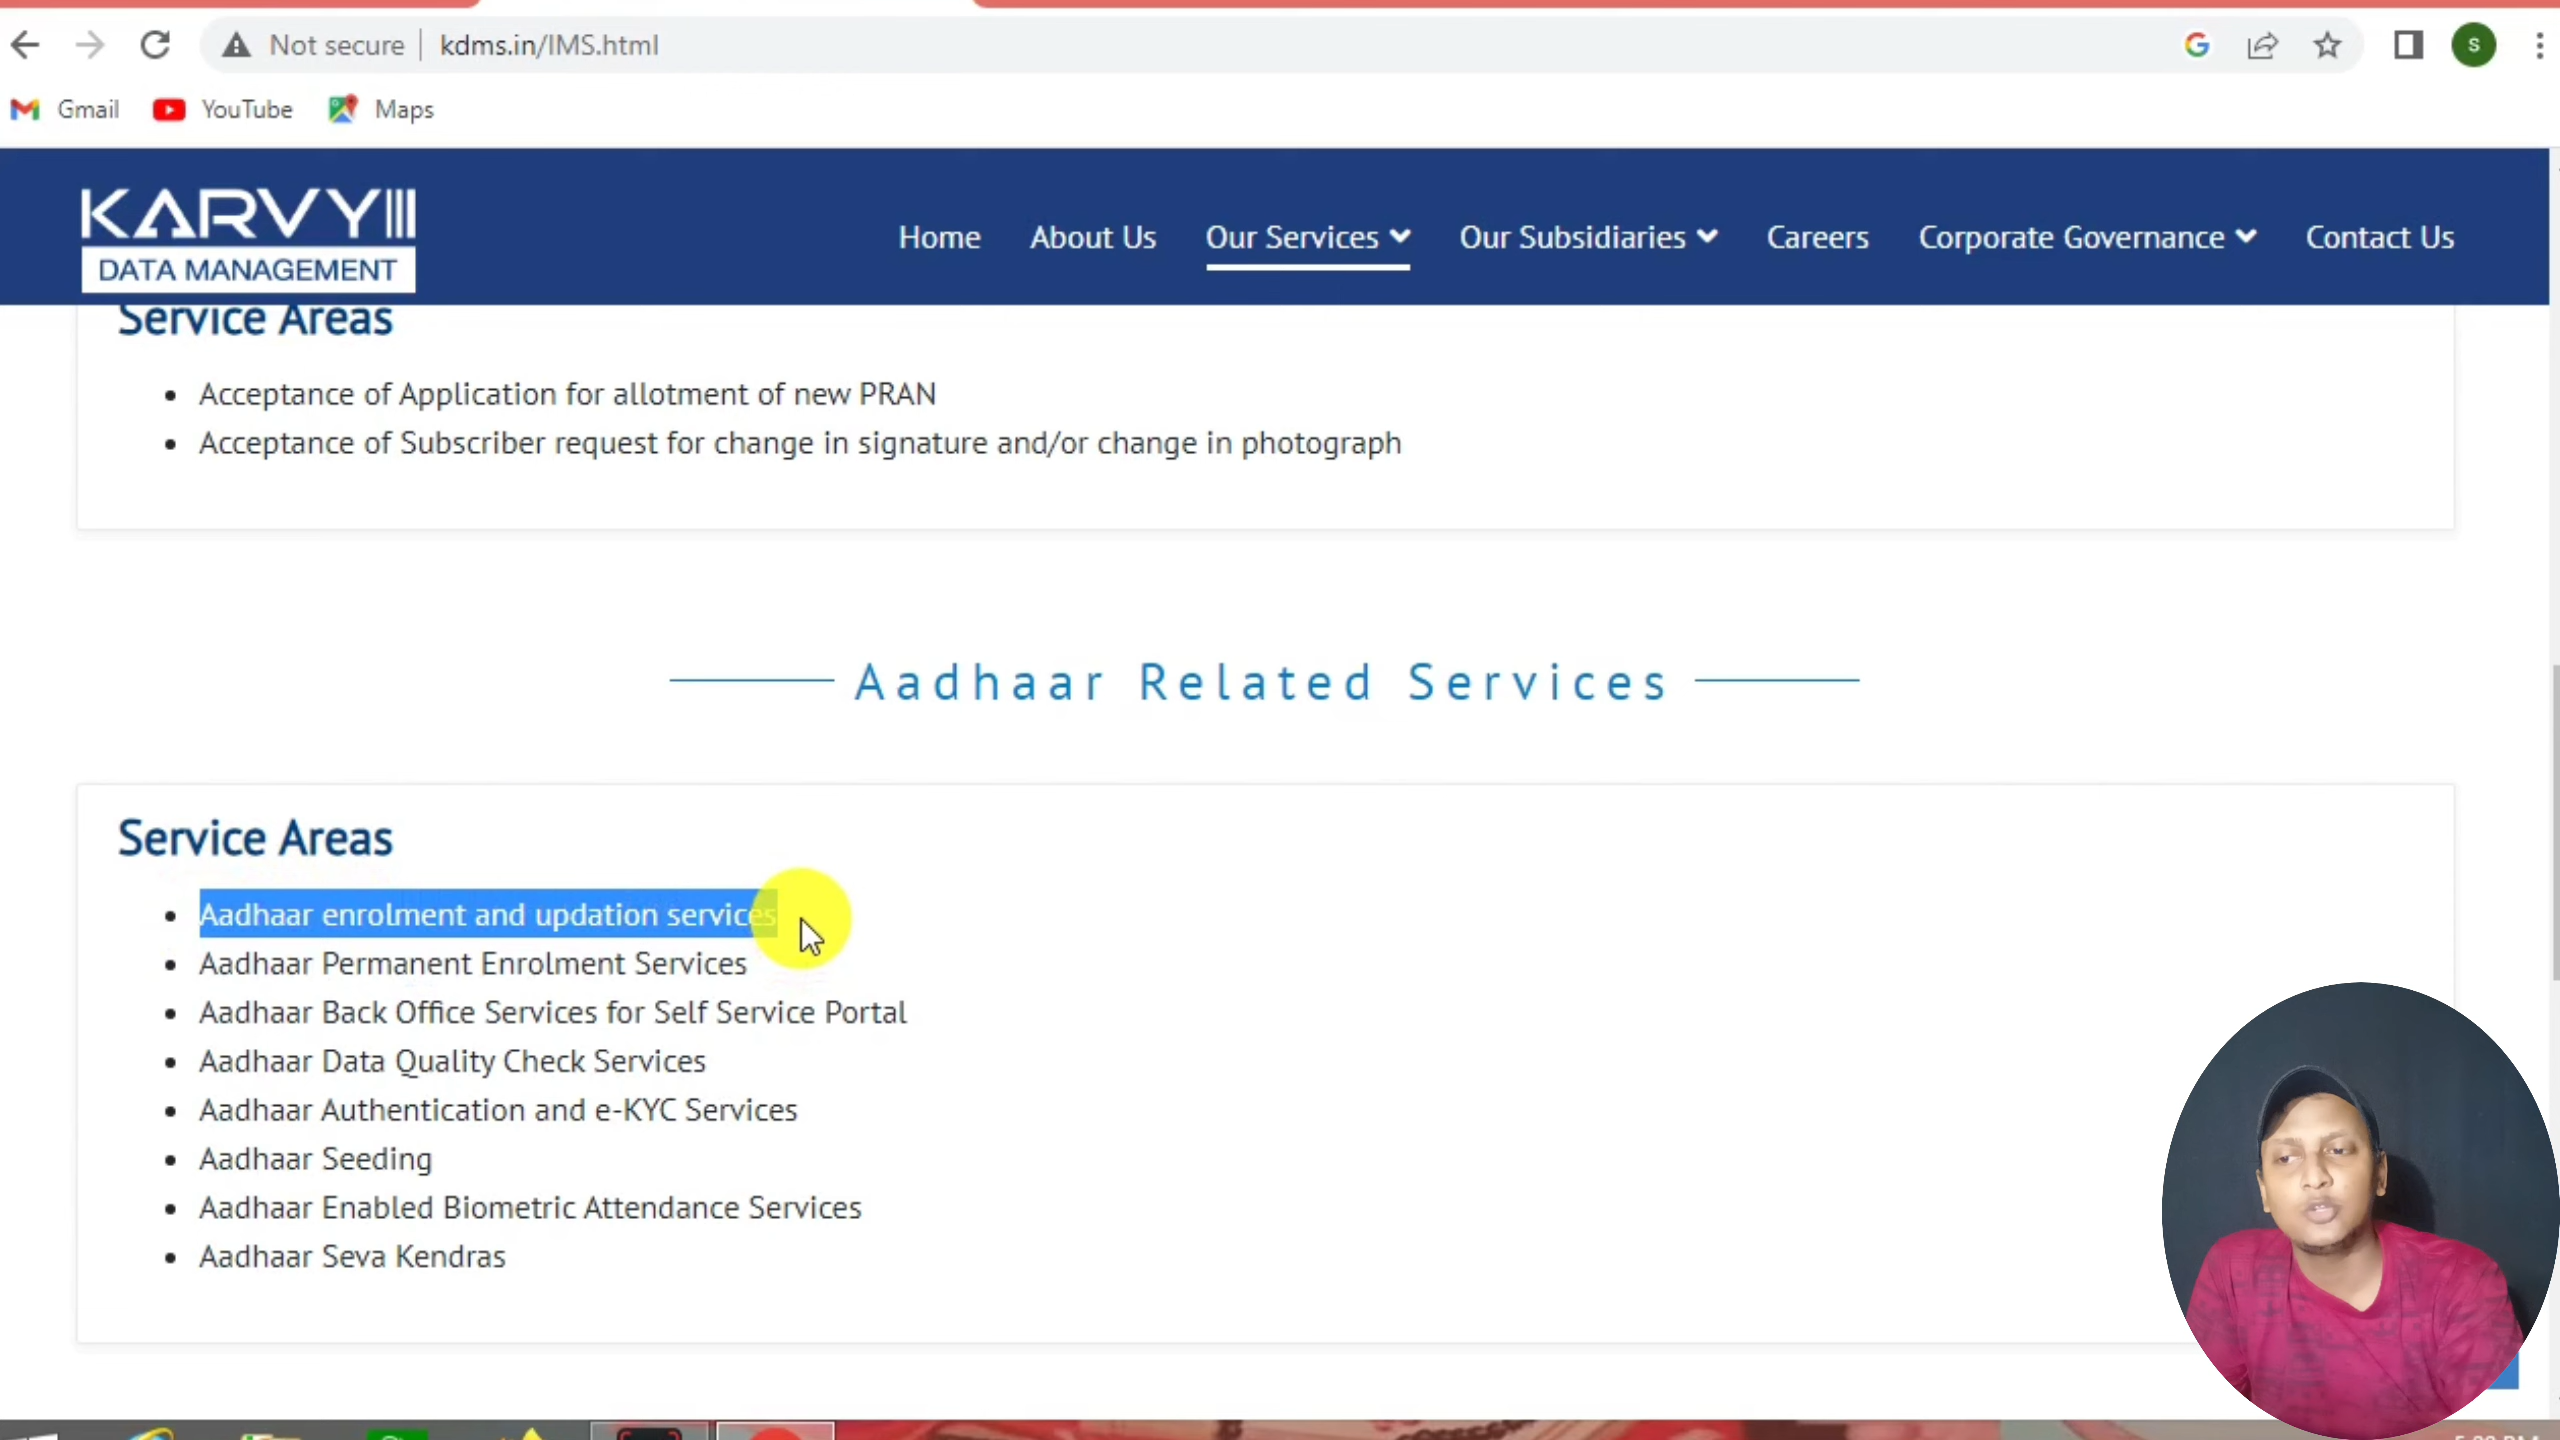 Not secure | kdms.in/IMS.html
S
Gmail YouTube Maps
KARVY
DATA MANAGEMENT
Home About Us Our Services Our Subsidiaries Careers Corporate Governance Contact Us
Service Areas
Acceptance of Application for allotment of new PRAN
Acceptance of Subscriber request for change in signature and/or change in photograph
Aadhaar Related Services
Service Areas
Aadhaar enrolment and updation services
Aadhaar Permanent Enrolment Services
Aadhaar Back Office Services for Self Service Portal
Aadhaar Data Quality Check Services
Aadhaar Authentication and e-KYC Services
Aadhaar Seeding
Aadhaar Enabled Biometric Attendance Services
Aadhaar Seva Kendras